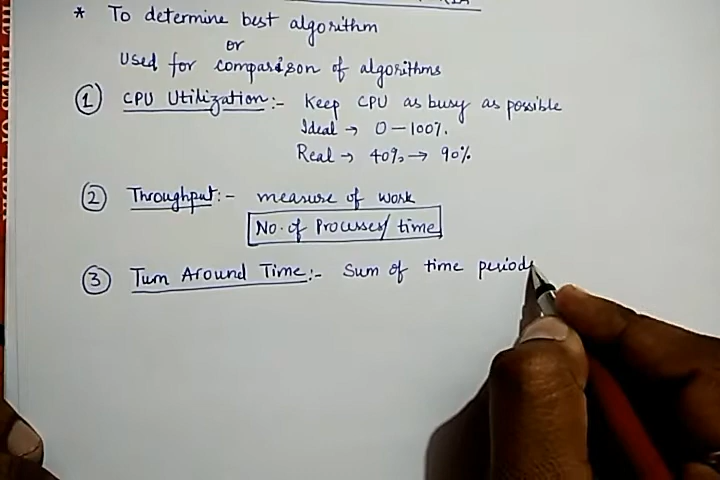 * To determine best algorithm
or
Used for comparison of algorithms
① CPU Utilization:- Keep CPU as busy as possible
Ideal → 0-100%.
Real → 40% → 90%
② Throughput:- measure of work
No. of Processes/ time
③ Turn Around Time:- Sum of time periods